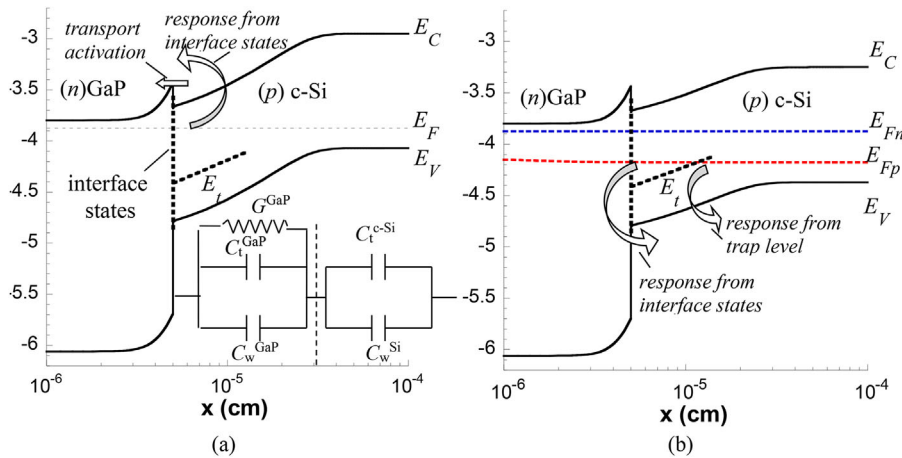 transport
activation
response from
interface states
-3
-3.5
-4
-4.5
-5
-5.5
-6
E_C
(n)GaP
(p) c-Si
E_F
E_V
interface
states
E_t
G^GaP
C_t^GaP
C_t^c-Si
C_w^GaP
C_w^Si
10^-6
10^-5
10^-4
x (cm)
(a)
-3
-3.5
-4
-4.5
-5
-5.5
-6
E_C
(n)GaP
(p) c-Si
E_Fn
E_Fp
E_t
E_V
response from
trap level
response from
interface states
10^-6
10^-5
10^-4
x (cm)
(b)